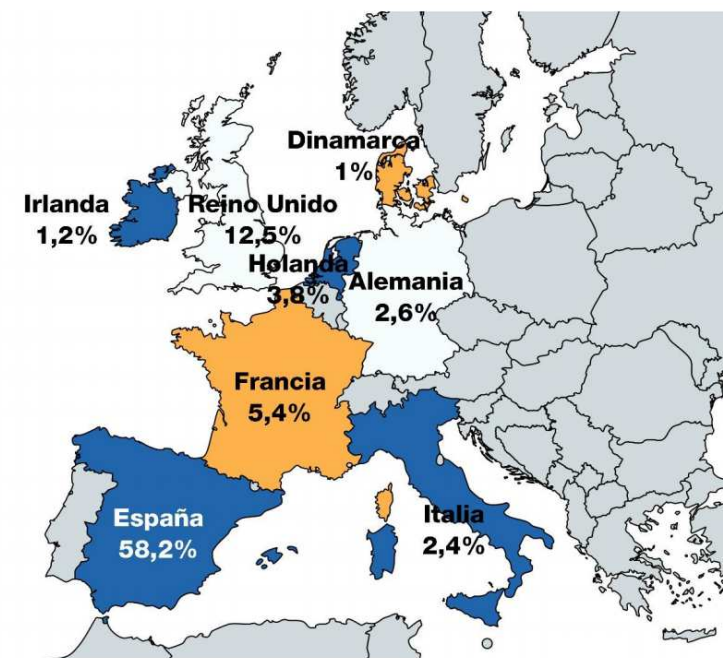 Dinamarca
1%
Irlanda
1,2%
Reino Unido
12,5%
Holanda
3,8%
Alemania
2,6%
Francia
5,4%
España
58,2%
Italia
2,4%